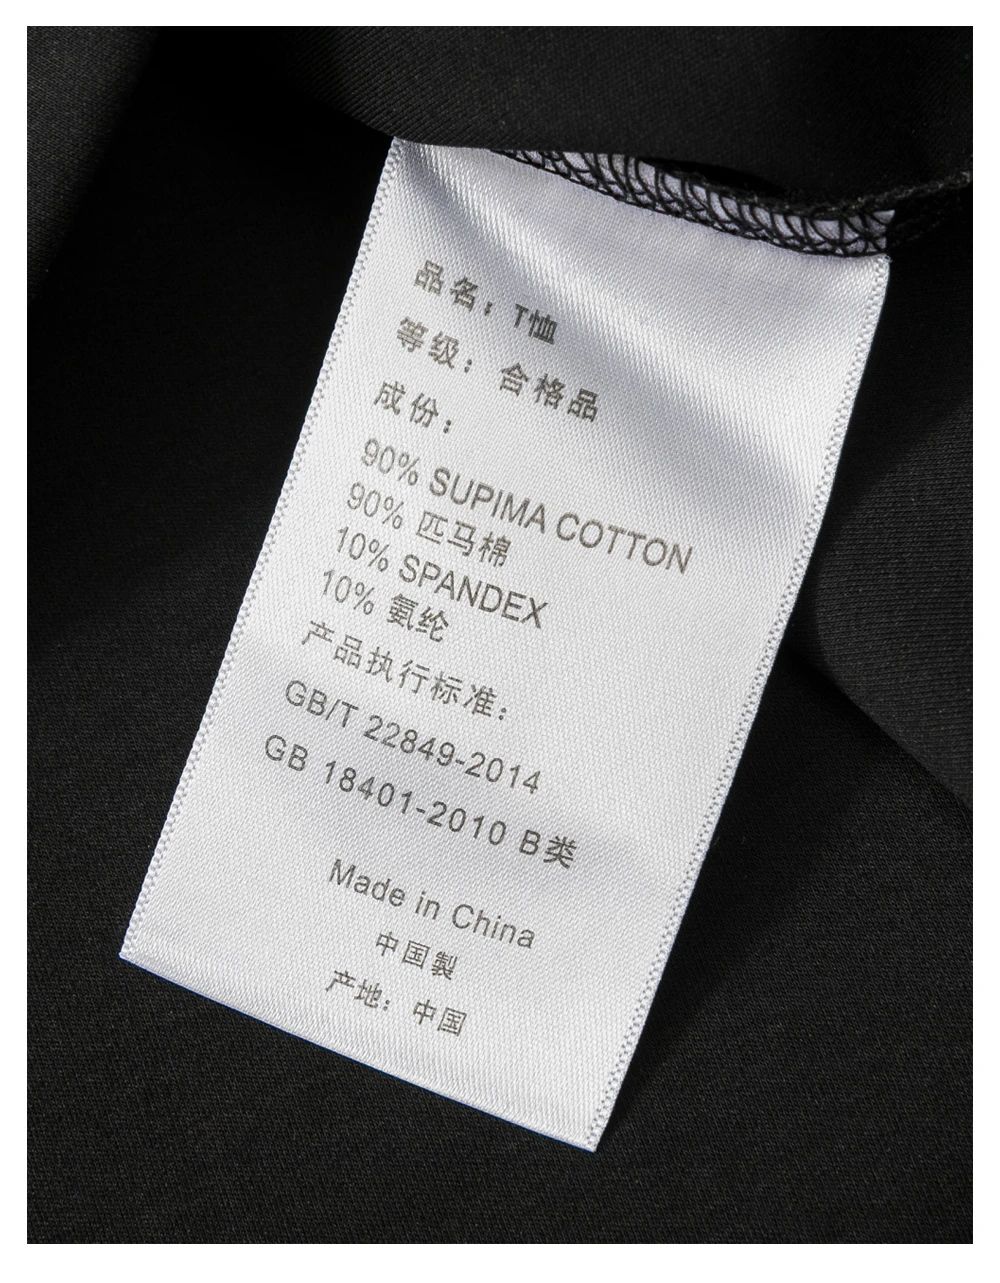 品名：T恤
等级：合格品
成份：
90% SUPIMA COTTON
90% 匹马棉
10% SPANDEX
10% 氨纶
产品执行标准：
GB/T 22849-2014
GB 18401-2010 B类
Made in China
中国製
产地：中国